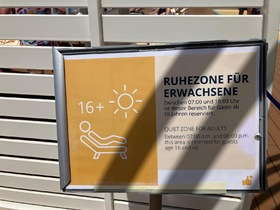 16+
RUHEZONE FÜR
ERWACHSENE
Zwischen 07:00 und 18:00 Uhr
ist dieser Bereich für Gäste ab
16 Jahren reserviert.
QUIET ZONE FOR ADULTS
Between 07:00 a.m. and 06:00 p.m.
this area is reserved for guests
age 16 and up.